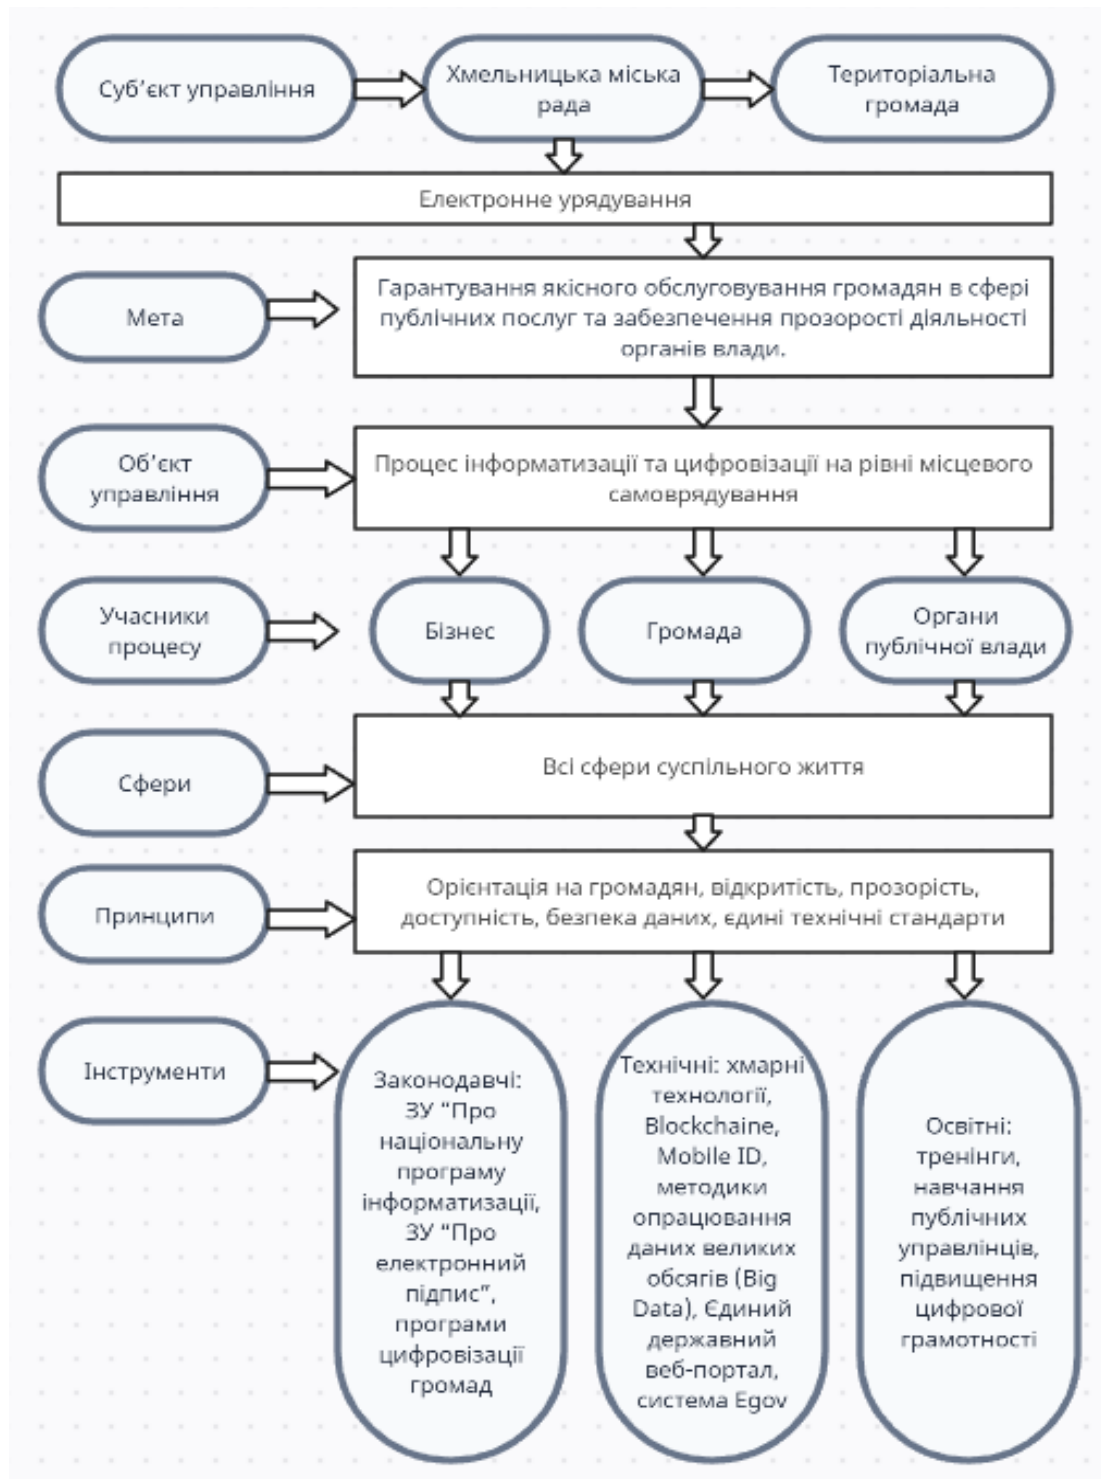 Суб’єкт управління
Хмельницька міська
рада
Територіальна
громада
Електронне урядування
Мета
Гарантування якісного обслуговування громадян в сфері
публічних послуг та забезпечення прозорості діяльності
органів влади.
Об’єкт
управління
Процес інформатизації та цифровізації на рівні місцевого
самоврядування
Учасники
процесу
Бізнес
Громада
Органи
публічної влади
Сфери
Всі сфери суспільного життя
Принципи
Орієнтація на громадян, відкритість, прозорість,
доступність, безпека даних, єдині технічні стандарти
Інструменти
Законодавчі:
ЗУ “Про
національну
програму
інформатизації,
ЗУ “Про
електронний
підпис”,
програми
цифровізації
громад
Технічні: хмарні
технології,
Blockchaine,
Mobile ID,
методики
опрацювання
даних великих
обсягів (Big
Data), Єдиний
державний
веб-портал,
система Egov
Освітні:
тренінги,
навчання
публічних
управлінців,
підвищення
цифрової
грамотності